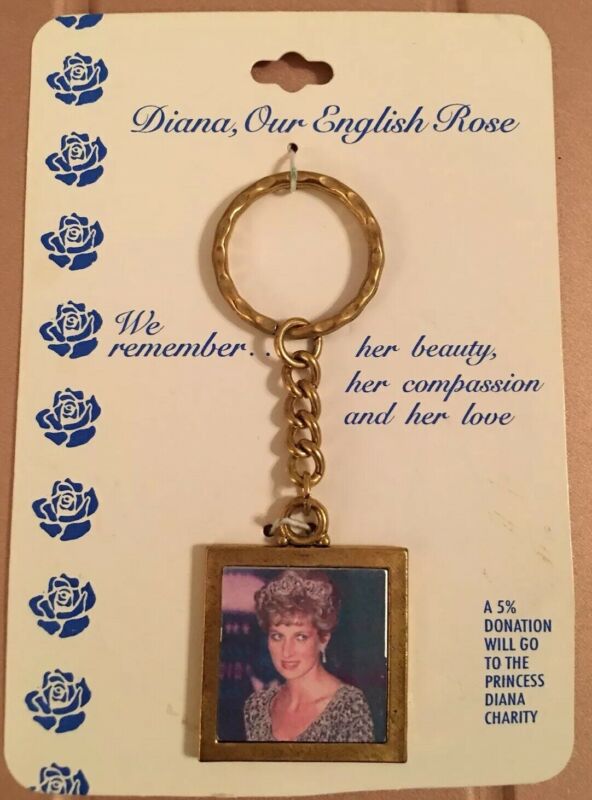 Diana, Our English Rose
We
remember. .
her beauty,
her compassion
and her love
A 5%
DONATION
WILL GO
TO THE
PRINCESS
DIANA
CHARITY